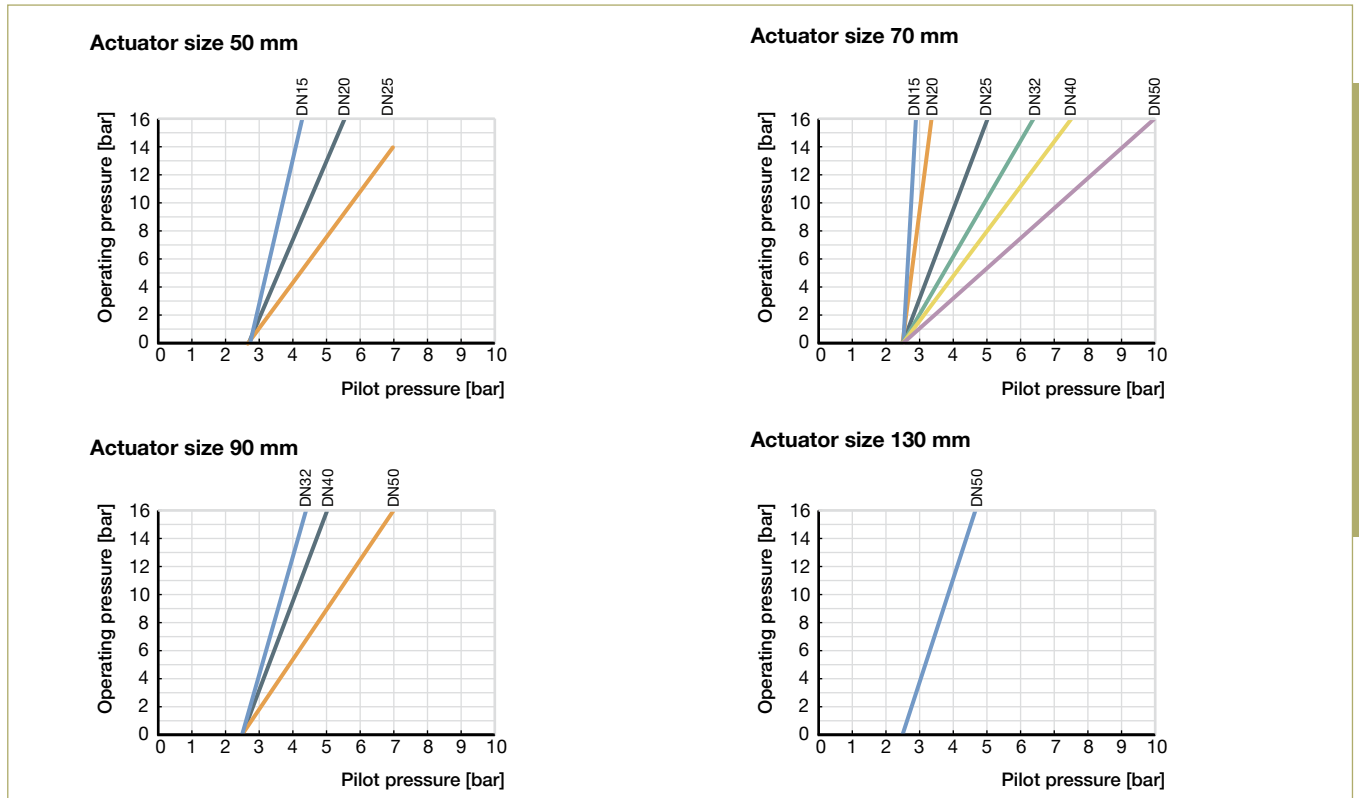 Actuator size 50 mm
DN15 DN20 DN25
Operating pressure [bar]
16
14
12
10
8
6
4
2
0
0 1 2 3 4 5 6 7 8 9 10
Pilot pressure [bar]
Actuator size 70 mm
DN15 DN20 DN25 DN32 DN40 DN50
Operating pressure [bar]
16
14
12
10
8
6
4
2
0
0 1 2 3 4 5 6 7 8 9 10
Pilot pressure [bar]
Actuator size 90 mm
DN32 DN40 DN50
Operating pressure [bar]
16
14
12
10
8
6
4
2
0
0 1 2 3 4 5 6 7 8 9 10
Pilot pressure [bar]
Actuator size 130 mm
DN50
Operating pressure [bar]
16
14
12
10
8
6
4
2
0
0 1 2 3 4 5 6 7 8 9 10
Pilot pressure [bar]